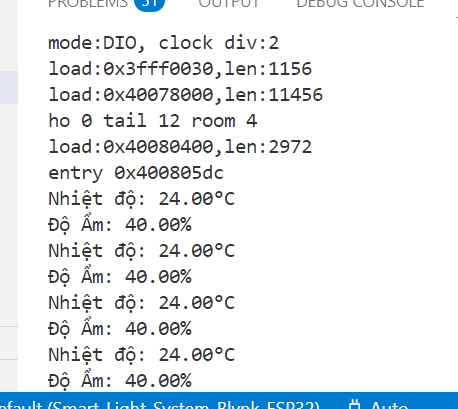 PROBLEMS 51 OUTPUT DEBUG CONSOLE
mode:DIO, clock div:2
load:0x3fff0030,len:1156
load:0x40078000,len:11456
ho 0 tail 12 room 4
load:0x40080400,len:2972
entry 0x400805dc
Nhiệt độ: 24.00°C
Độ Ẩm: 40.00%
Nhiệt độ: 24.00°C
Độ Ẩm: 40.00%
Nhiệt độ: 24.00°C
Độ Ẩm: 40.00%
Nhiệt độ: 24.00°C
Độ Ẩm: 40.00%
efault (Smart-Light-System-Blynk-ESP32) Auto